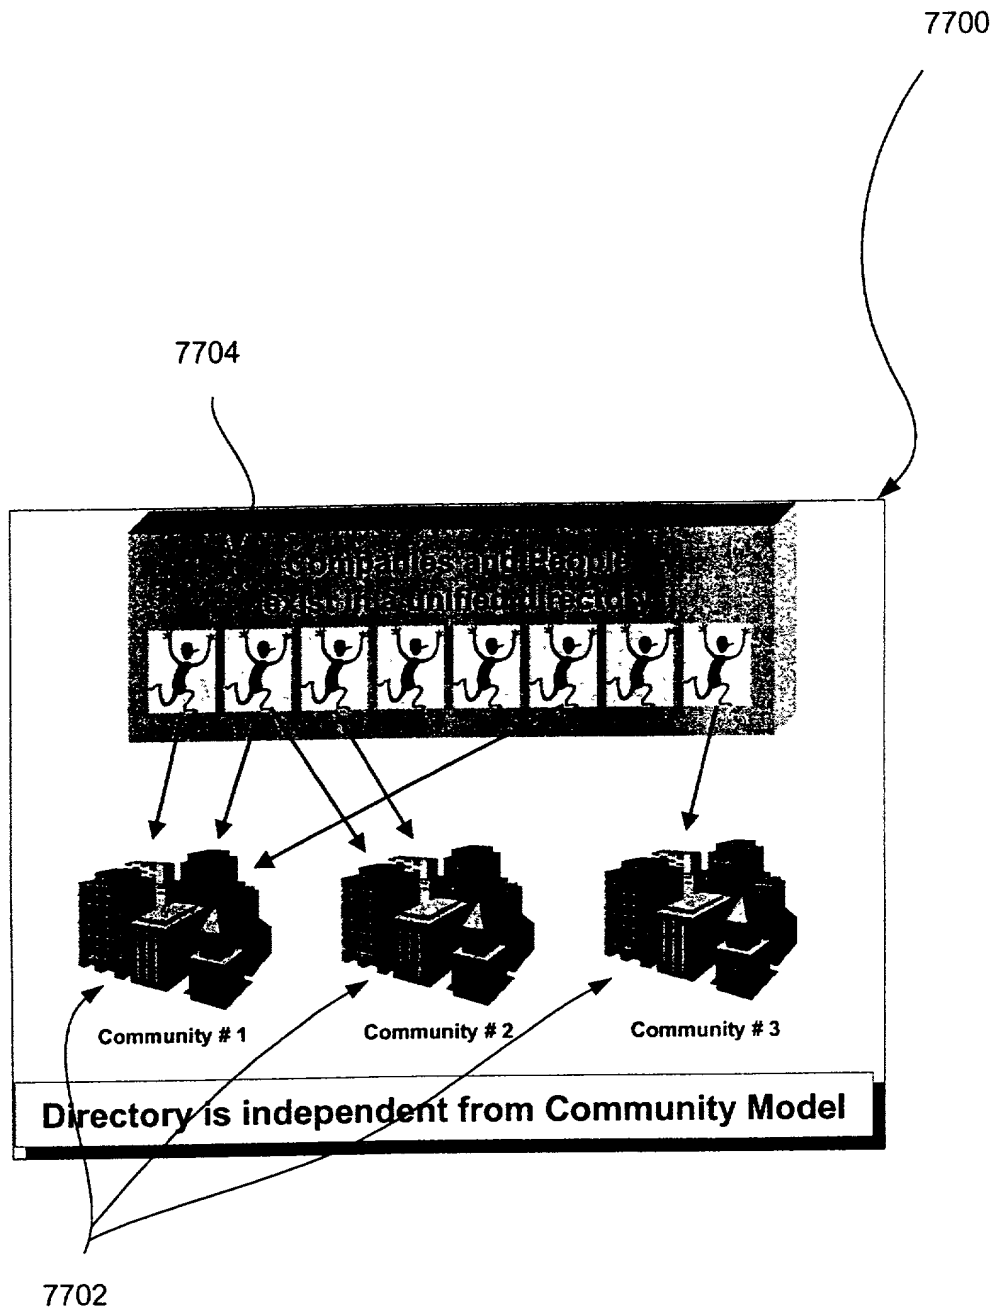 7700
7704
Companies and People
exist in a unified directory
Community # 1
Community # 2
Community # 3
Directory is independent from Community Model
7702